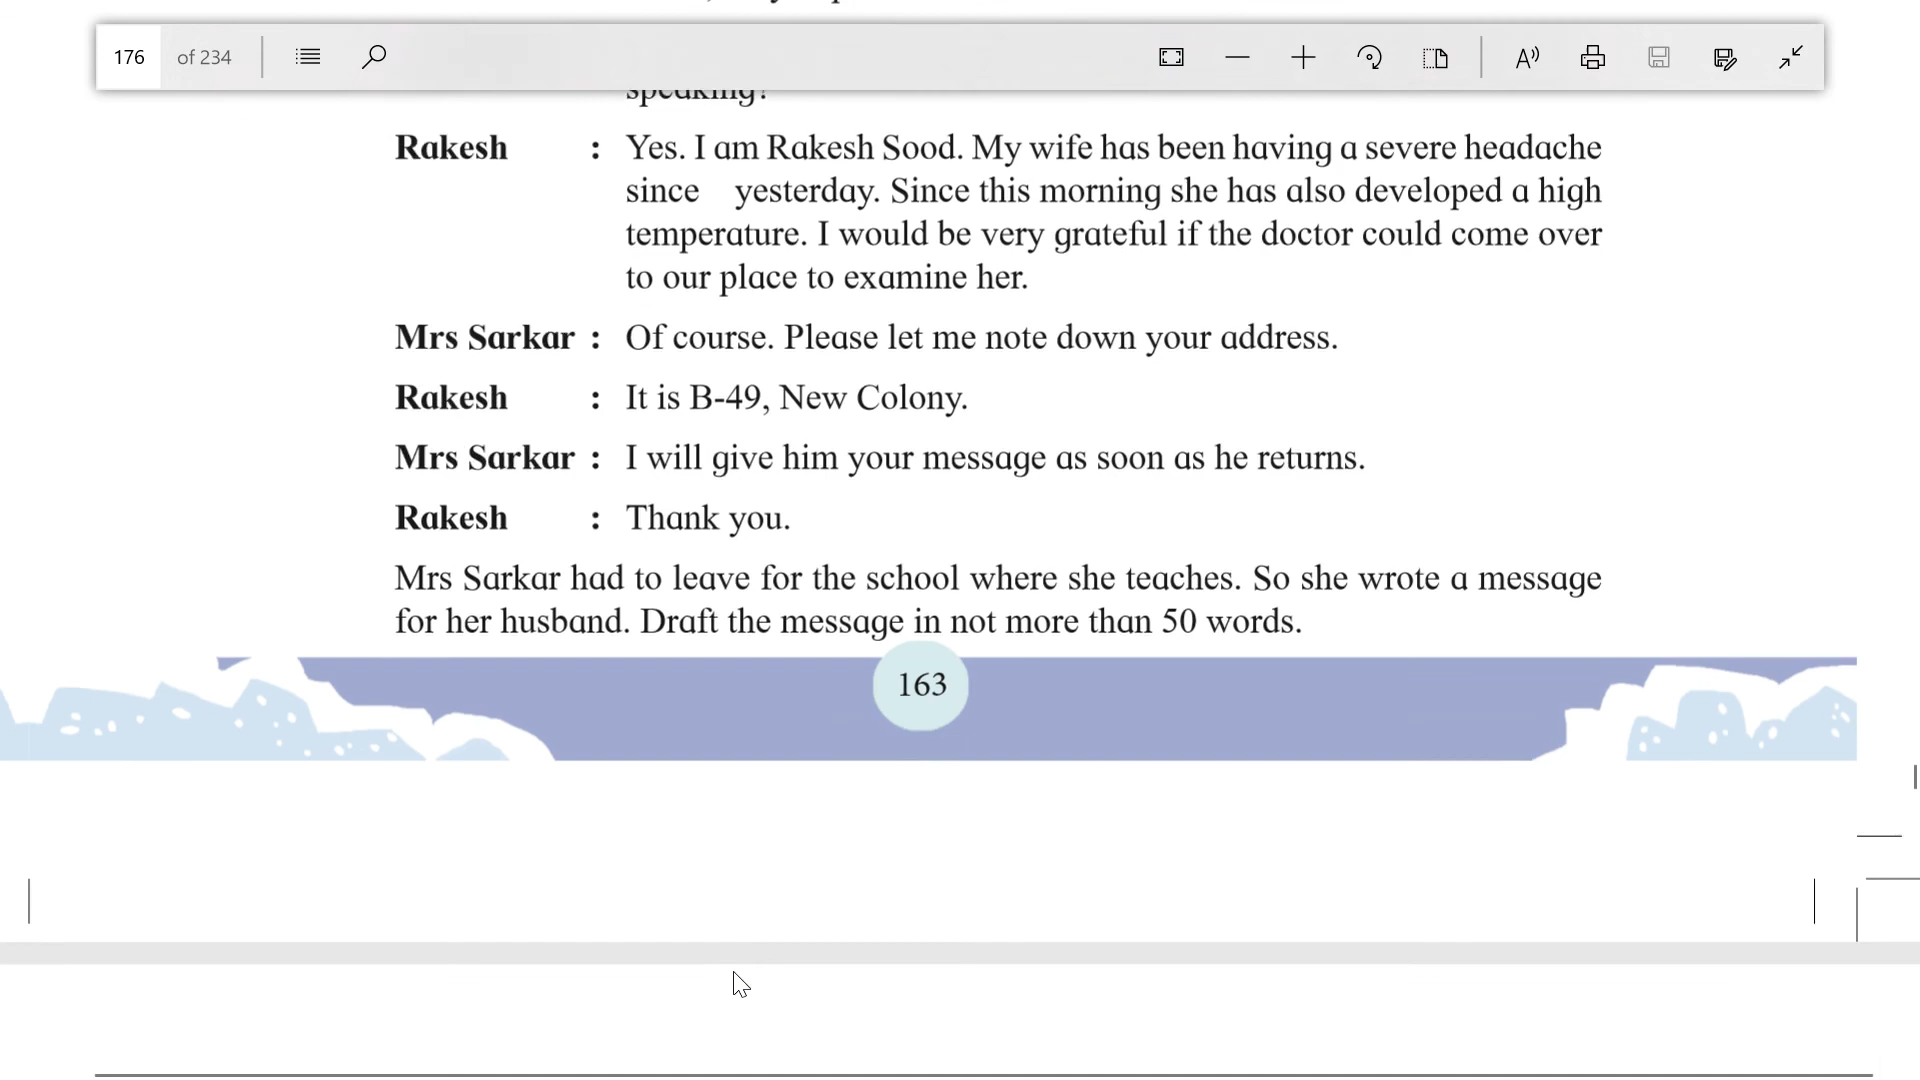 176 of 234
speaking?
Rakesh : Yes. I am Rakesh Sood. My wife has been having a severe headache
since yesterday. Since this morning she has also developed a high
temperature. I would be very grateful if the doctor could come over
to our place to examine her.
Mrs Sarkar : Of course. Please let me note down your address.
Rakesh : It is B-49, New Colony.
Mrs Sarkar : I will give him your message as soon as he returns.
Rakesh : Thank you.
Mrs Sarkar had to leave for the school where she teaches. So she wrote a message
for her husband. Draft the message in not more than 50 words.
163